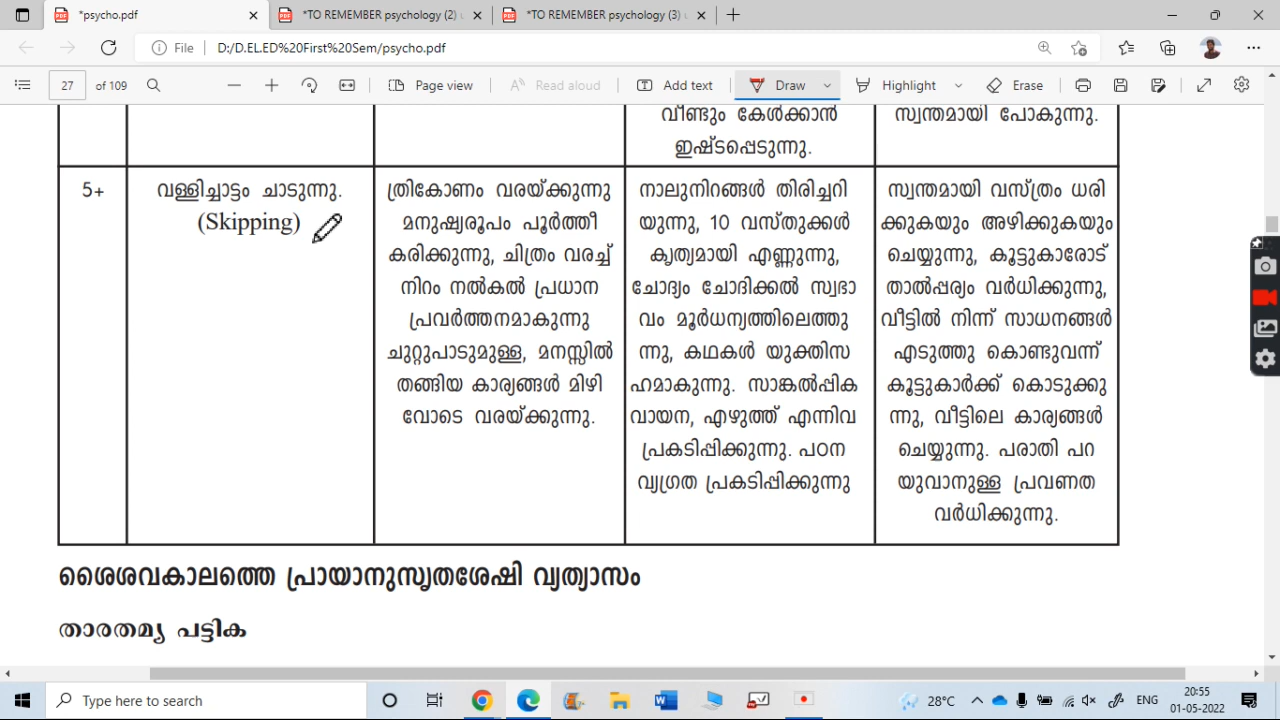 *psycho.pdf
*TO REMEMBER psychology (2)
*TO REMEMBER psychology (3)
File D:/D.EL.ED%20First%20Sem/psycho.pdf
27 of 109
Page view
Read aloud
Add text
Draw
Highlight
Erase
വീണ്ടും കേൾക്കാൻ
ഇഷ്ടപ്പെടുന്നു.
സ്വന്തമായി പോകുന്നു.
5+
വള്ളിച്ചാട്ടം ചാടുന്നു.
(Skipping)
ത്രികോണം വരയ്ക്കുന്നു
മനുഷ്യരൂപം പൂർത്തീ
കരിക്കുന്നു, ചിത്രം വരച്ച്
നിറം നൽകൽ പ്രധാന
പ്രവർത്തനമാകുന്നു
ചുറ്റുപാടുമുള്ള, മനസ്സിൽ
തങ്ങിയ കാര്യങ്ങൾ മിഴി
വോടെ വരയ്ക്കുന്നു.
നാലുനിറങ്ങൾ തിരിച്ചറി
യുന്നു, 10 വസ്തുക്കൾ
കൃത്യമായി എണ്ണുന്നു,
ചോദ്യം ചോദിക്കൽ സ്വഭാ
വം മൂർധന്യത്തിലെത്തു
ന്നു, കഥകൾ യുക്തിസ
ഹമാകുന്നു. സാങ്കൽപ്പിക
വായന, എഴുത്ത് എന്നിവ
പ്രകടിപ്പിക്കുന്നു. പഠന
വ്യഗ്രത പ്രകടിപ്പിക്കുന്നു
സ്വന്തമായി വസ്ത്രം ധരി
ക്കുകയും അഴിക്കുകയും
ചെയ്യുന്നു, കൂട്ടുകാരോട്
താൽപ്പര്യം വർധിക്കുന്നു,
വീട്ടിൽ നിന്ന് സാധനങ്ങൾ
എടുത്തു കൊണ്ടുവന്ന്
കൂട്ടുകാർക്ക് കൊടുക്കു
ന്നു, വീട്ടിലെ കാര്യങ്ങൾ
ചെയ്യുന്നു. പരാതി പറ
യുവാനുള്ള പ്രവണത
വർധിക്കുന്നു.
ശൈശവകാലത്തെ പ്രായാനുസൃതശേഷി വ്യത്യാസം
താരതമ്യ പട്ടിക
Type here to search
28°C
ENG
20:55
01-05-2022